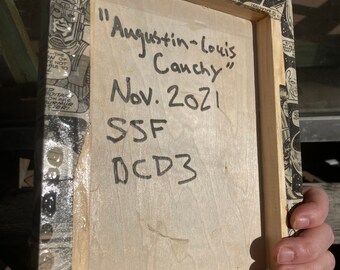 "Augustin-Louis
Cauchy"
Nov. 2021
SSF
DCD3